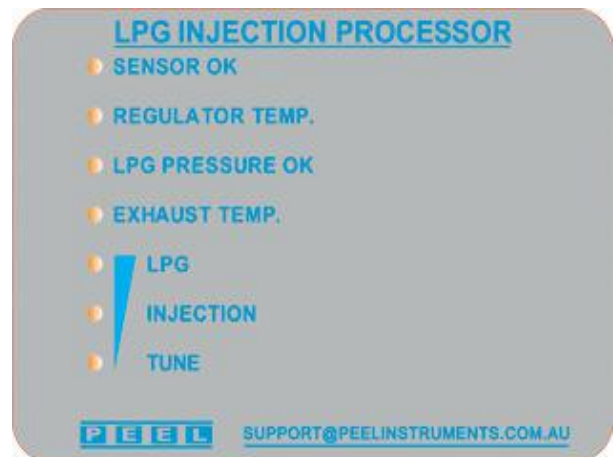 LPG INJECTION PROCESSOR
SENSOR OK
REGULATOR TEMP.
LPG PRESSURE OK
EXHAUST TEMP.
LPG
INJECTION
TUNE
PEEL SUPPORT@PEELINSTRUMENTS.COM.AU